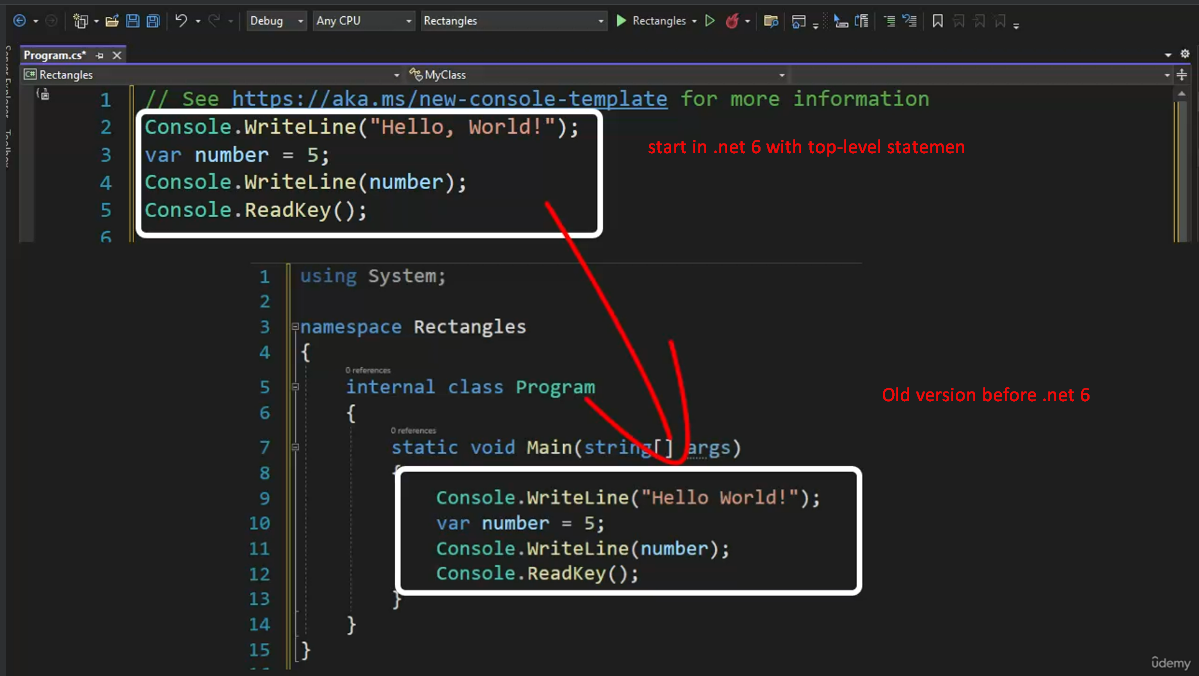 Debug
Any CPU
Rectangles
Rectangles
Program.cs*
Rectangles
MyClass
Server Explorer
Toolbox
1 // See https://aka.ms/new-console-template for more information
2 Console.WriteLine("Hello, World!");
3 var number = 5;
4 Console.WriteLine(number);
5 Console.ReadKey();
6
start in .net 6 with top-level statemen
1 using System;
2
3 namespace Rectangles
4 {
0 references
5 internal class Program
6 {
0 references
7 static void Main(string[] args)
8 {
9 Console.WriteLine("Hello World!");
10 var number = 5;
11 Console.WriteLine(number);
12 Console.ReadKey();
13 }
14 }
15 }
Old version before .net 6
ûdemy